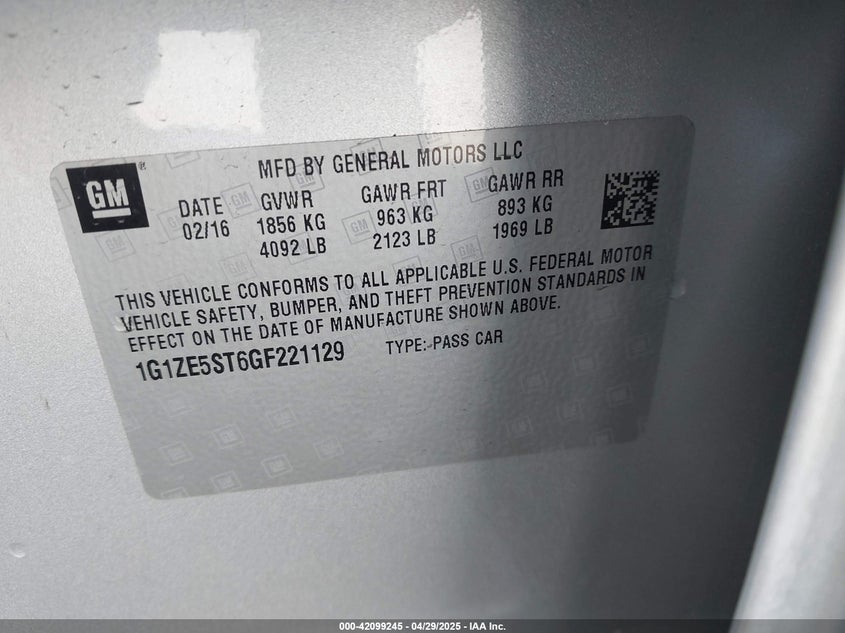 GM ®
MFD BY GENERAL MOTORS LLC
DATE GVWR GAWR FRT GAWR RR
02/16 1856 KG 963 KG 893 KG
4092 LB 2123 LB 1969 LB
THIS VEHICLE CONFORMS TO ALL APPLICABLE U.S. FEDERAL MOTOR
VEHICLE SAFETY, BUMPER, AND THEFT PREVENTION STANDARDS IN
EFFECT ON THE DATE OF MANUFACTURE SHOWN ABOVE.
1G1ZE5ST6GF221129 TYPE: PASS CAR
000-42099245 - 04/29/2025 - IAA Inc.